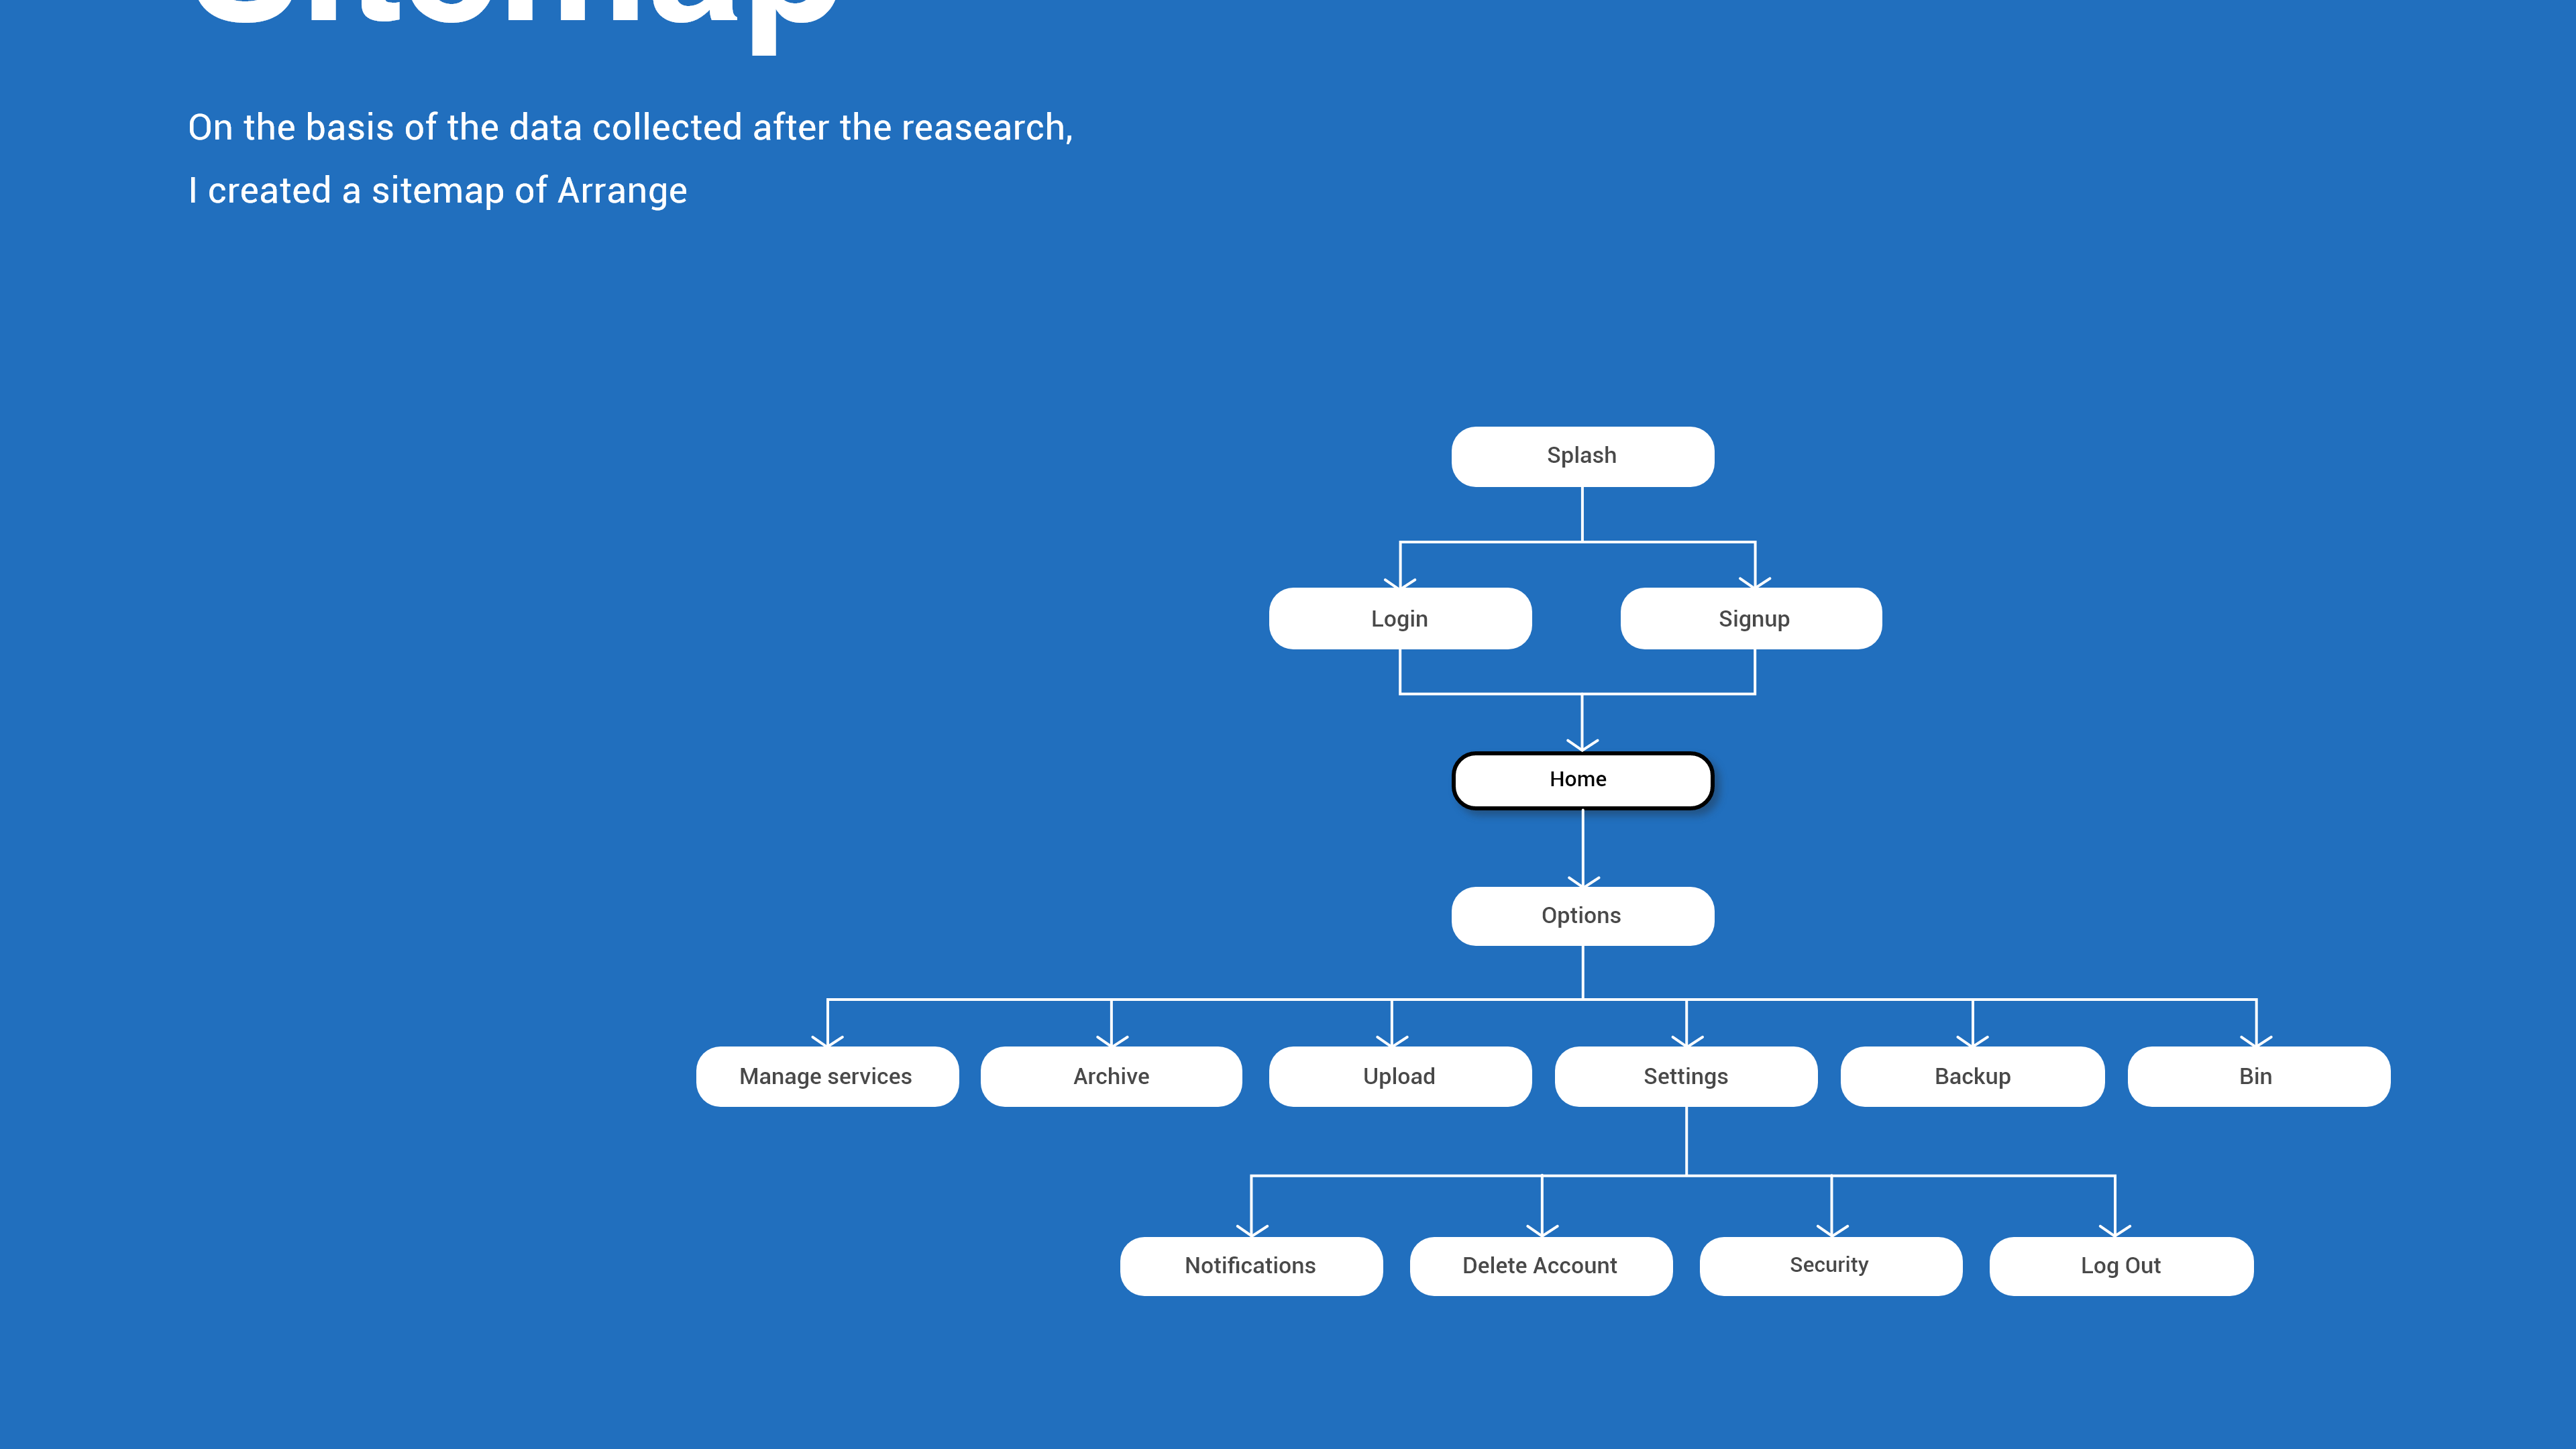 Sitemap
On the basis of the data collected after the reasearch,
I created a sitemap of Arrange
Splash
Login
Signup
Home
Options
Manage services
Archive
Upload
Settings
Backup
Bin
Notifications
Delete Account
Security
Log Out